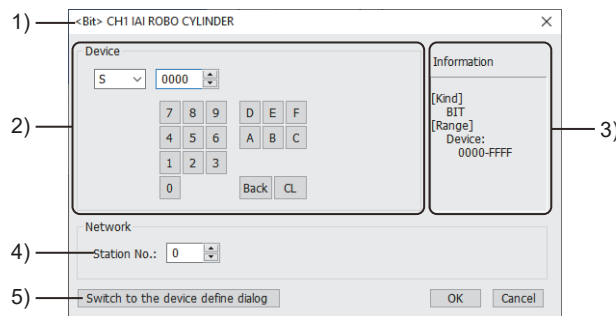 1)
<Bit> CH1 IAI ROBO CYLINDER
Device
S 0000
2)
7 8 9 D E F
4 5 6 A B C
1 2 3
0 Back CL
Information
[Kind]
BIT
[Range]
Device:
0000-FFFF
3)
Network
4)
Station No.: 0
5)
Switch to the device define dialog
OK Cancel